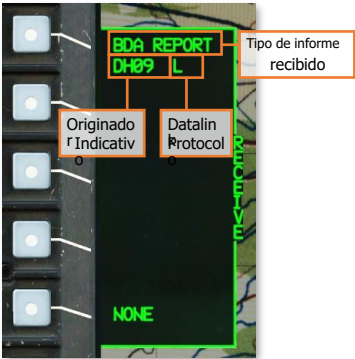 BDA REPORT
DH09 L
Tipo de informe
recibido
Originado
r Indicativ
o
Datalin
k
Protocol
o
RECEIVE
NONE